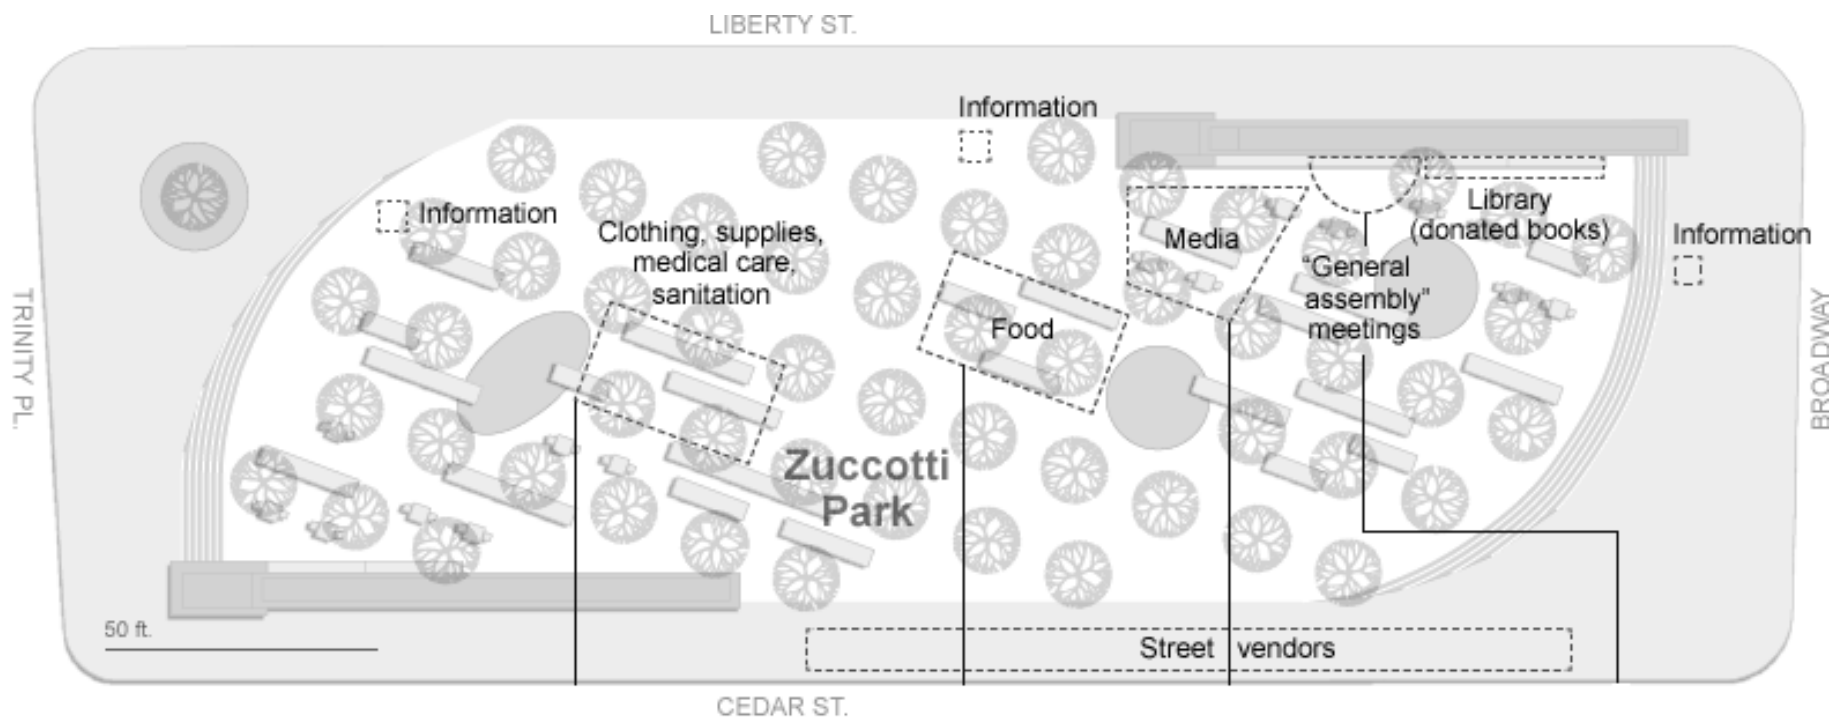 LIBERTY ST.
Information
Information
Clothing, supplies,
medical care,
sanitation
Food
Media
Library
(donated books)
Information
“General
assembly”
meetings
TRINITY PL.
BROADWAY
Zuccotti
Park
50 ft.
Street vendors
CEDAR ST.